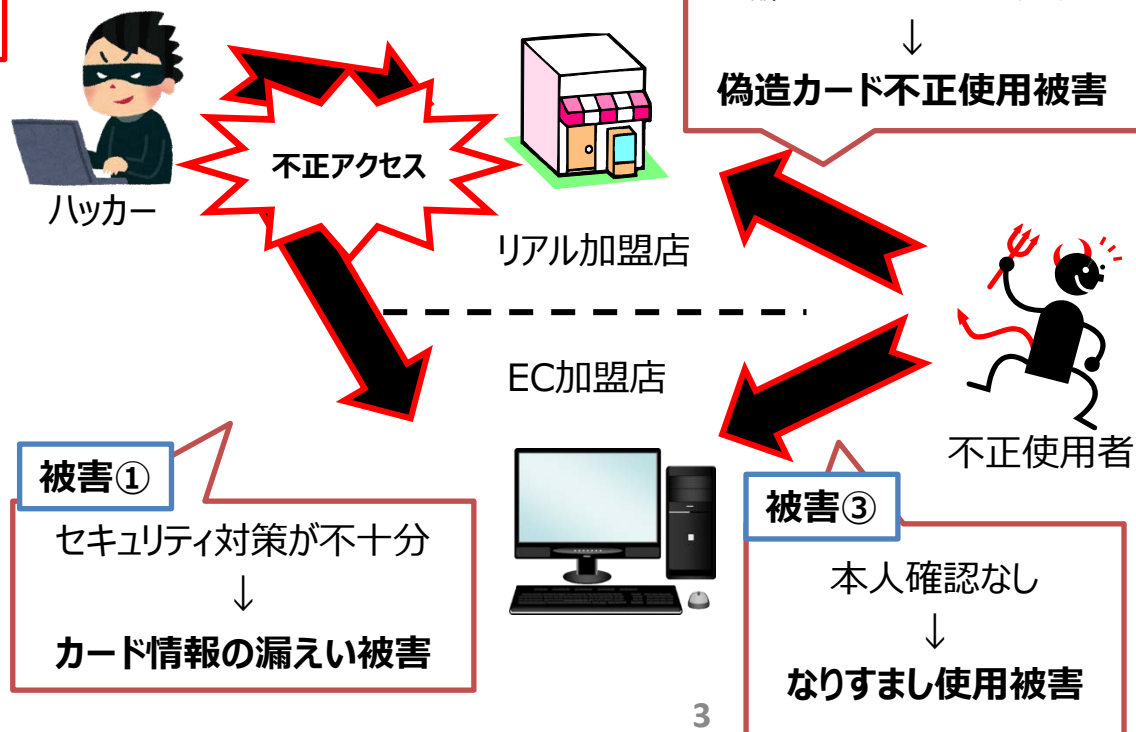 ↓
偽造カード不正使用被害
不正アクセス
ハッカー
リアル加盟店
EC加盟店
不正使用者
被害①
セキュリティ対策が不十分
↓
カード情報の漏えい被害
被害③
本人確認なし
↓
なりすまし使用被害
3